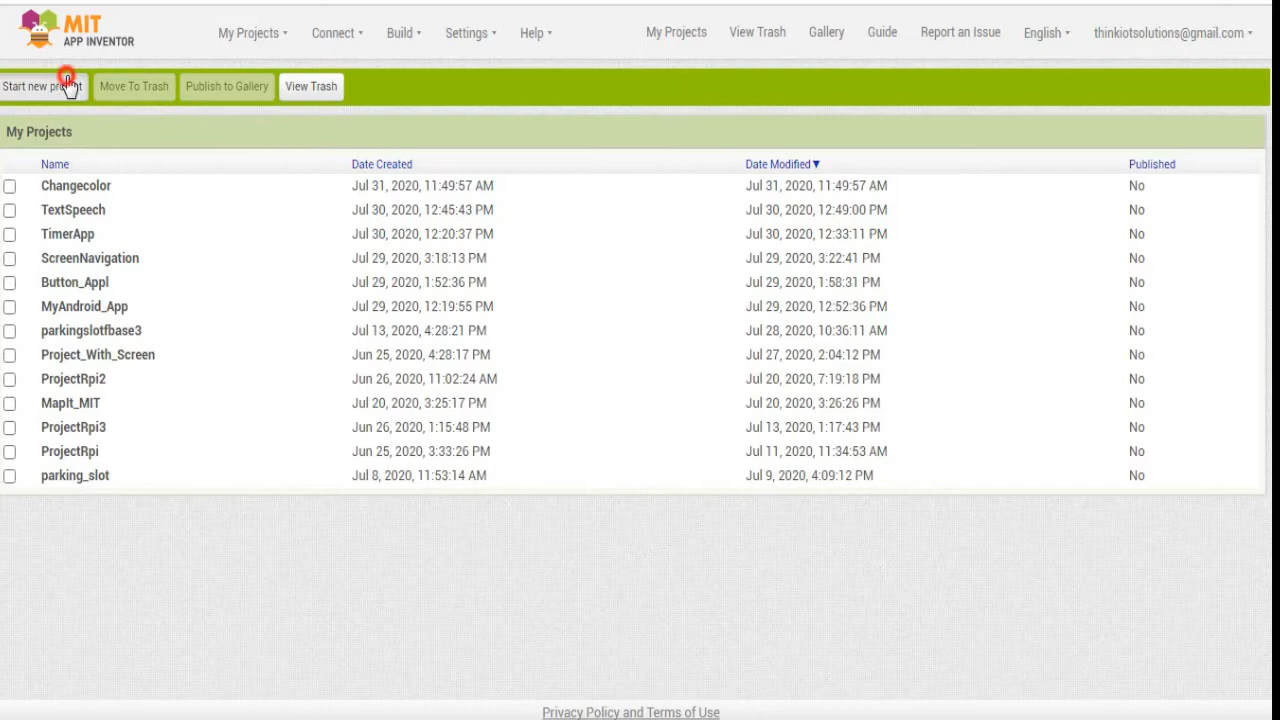 MIT
APP INVENTOR
My Projects Connect Build Settings Help My Projects View Trash Gallery Guide Report an Issue English thinkiotsolutions@gmail.com
Start new project Move To Trash Publish to Gallery View Trash
My Projects
Name Date Created Date Modified▼ Published
Changecolor Jul 31, 2020, 11:49:57 AM Jul 31, 2020, 11:49:57 AM No
TextSpeech Jul 30, 2020, 12:45:43 PM Jul 30, 2020, 12:49:00 PM No
TimerApp Jul 30, 2020, 12:20:37 PM Jul 30, 2020, 12:33:11 PM No
ScreenNavigation Jul 29, 2020, 3:18:13 PM Jul 29, 2020, 3:22:41 PM No
Button_Appl Jul 29, 2020, 1:52:36 PM Jul 29, 2020, 1:58:31 PM No
MyAndroid_App Jul 29, 2020, 12:19:55 PM Jul 29, 2020, 12:52:36 PM No
parkingslotfbase3 Jul 13, 2020, 4:28:21 PM Jul 28, 2020, 10:36:11 AM No
Project_With_Screen Jun 25, 2020, 4:28:17 PM Jul 27, 2020, 2:04:12 PM No
ProjectRpi2 Jun 26, 2020, 11:02:24 AM Jul 20, 2020, 7:19:18 PM No
MapIt_MIT Jul 20, 2020, 3:25:17 PM Jul 20, 2020, 3:26:26 PM No
ProjectRpi3 Jun 26, 2020, 1:15:48 PM Jul 13, 2020, 1:17:43 PM No
ProjectRpi Jun 25, 2020, 3:33:26 PM Jul 11, 2020, 11:34:53 AM No
parking_slot Jul 8, 2020, 11:53:14 AM Jul 9, 2020, 4:09:12 PM No
Privacy Policy and Terms of Use